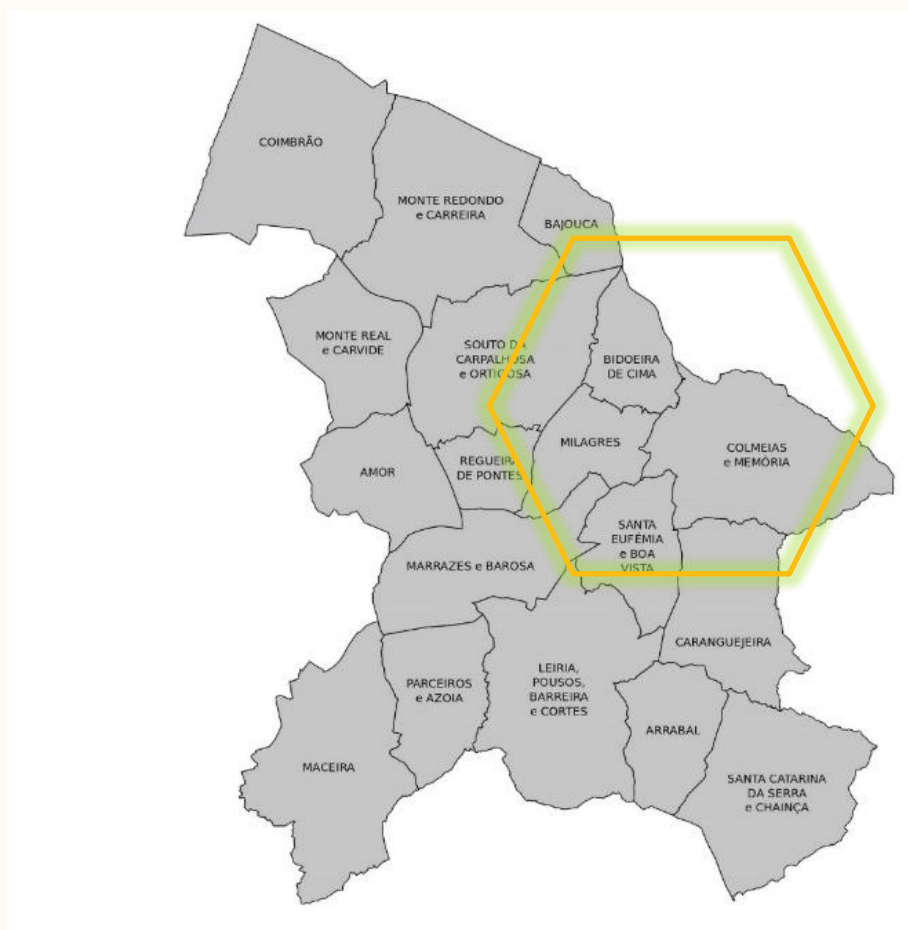 COIMBRÃO
MONTE REDONDO
e CARREIRA
BAJOUCA
MONTE REAL
e CARVIDE
SOUTO DA
CARPALHOSA
e ORTIGOSA
BIDOEIRA
DE CIMA
MILAGRES
COLMEIAS
e MEMÓRIA
AMOR
REGUEIRA
DE PONTES
SANTA
EUFÉMIA
e BOA
VISTA
MARRAZES e BAROSA
CARANGUEJEIRA
LEIRIA,
POUSOS,
BARREIRA
e CORTES
PARCEIROS
e AZOIA
ARRABAL
MACEIRA
SANTA CATARINA
DA SERRA
e CHAINÇA